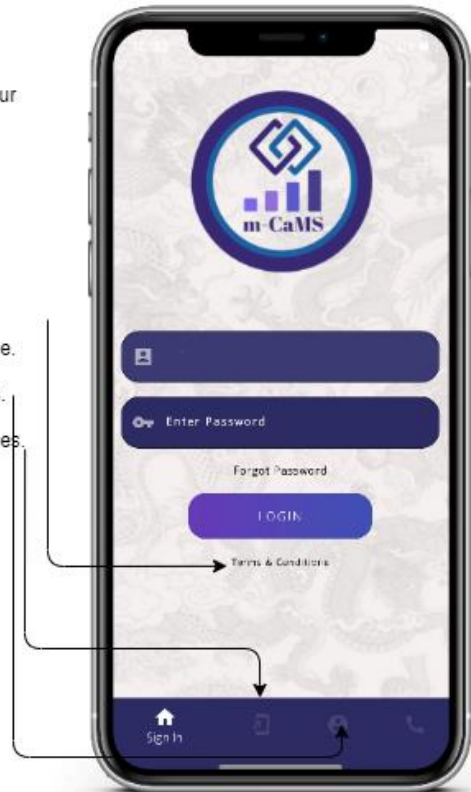 ur
m-CaMS
e.
.
es.
Enter Password
Forgot Password
LOGIN
Terms & Conditions
Sign In